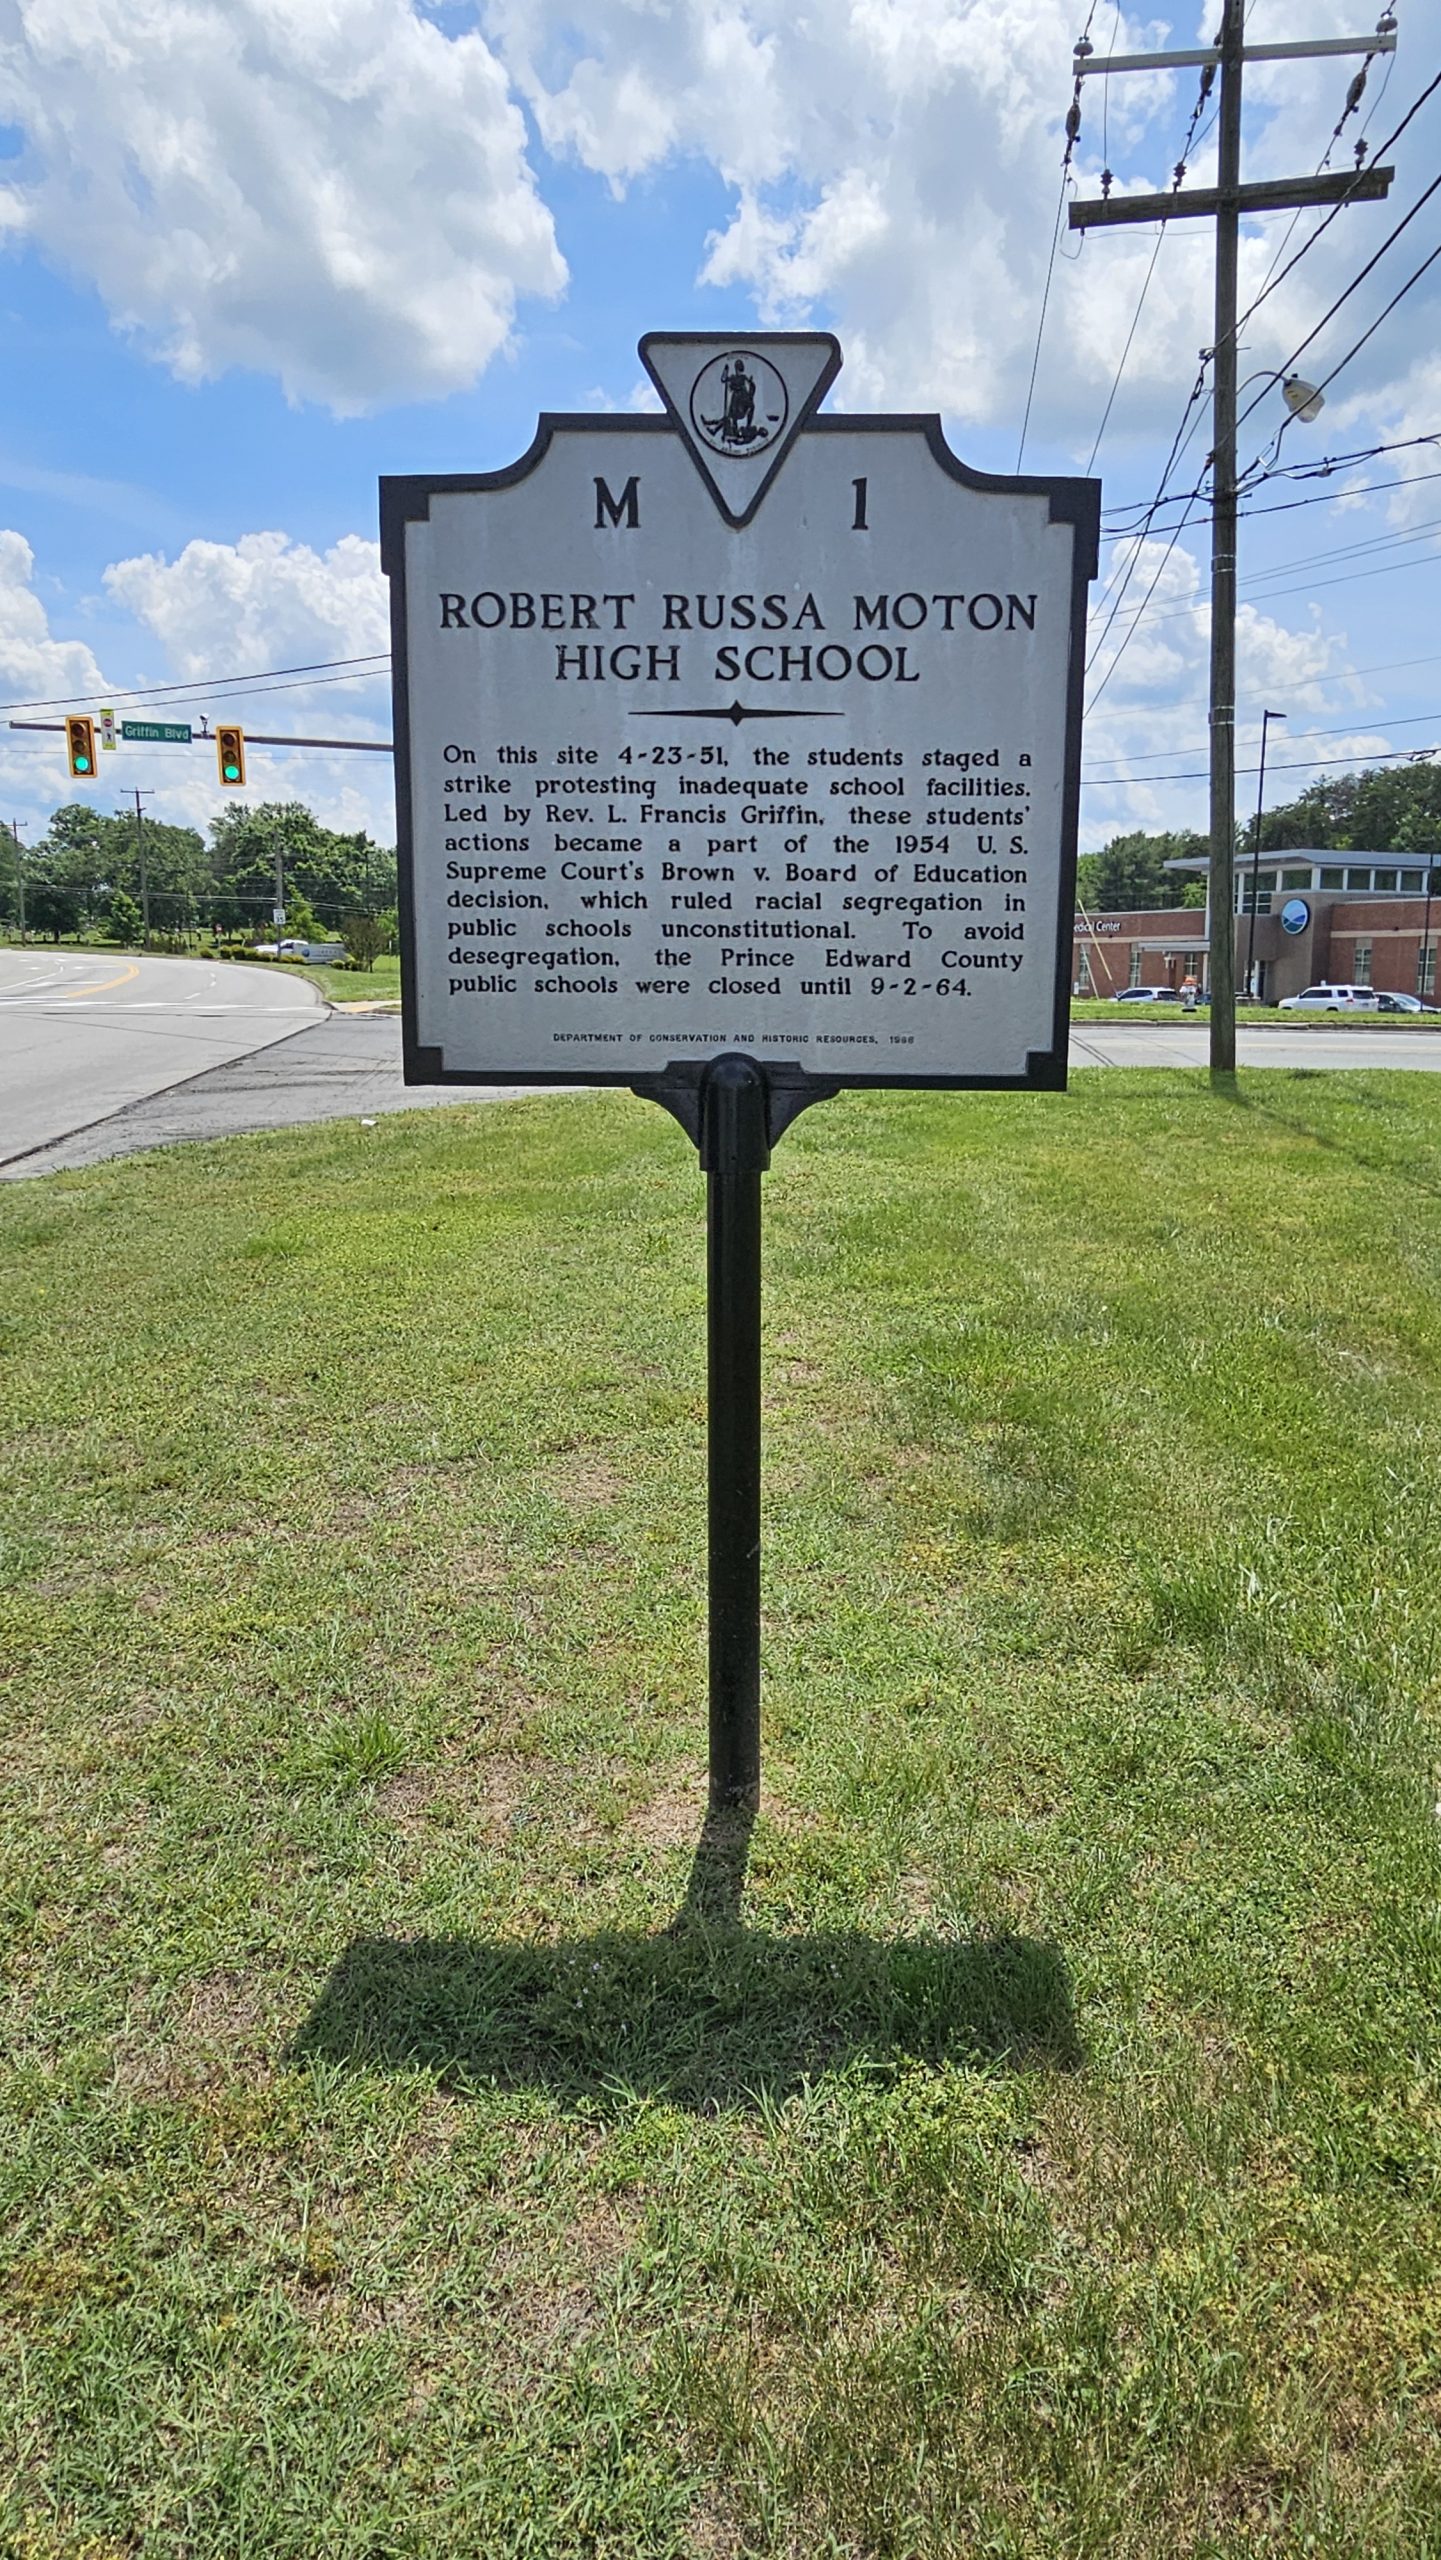 M 1
ROBERT RUSSA MOTON
HIGH SCHOOL
On this site 4-23-51, the students staged a
strike protesting inadequate school facilities.
Led by Rev. L. Francis Griffin, these students'
actions became a part of the 1954 U. S.
Supreme Court's Brown v. Board of Education
decision, which ruled racial segregation in
public schools unconstitutional. To avoid
desegregation, the Prince Edward County
public schools were closed until 9-2-64.
DEPARTMENT OF CONSERVATION AND HISTORIC RESOURCES,
Griffin Blvd
Center